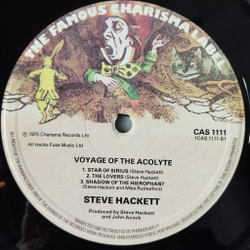 THE FAMOUS CHARISMA LABEL
℗ 1975 Charisma Records Ltd
All tracks Fuse Music Ltd
CAS 1111
(CAS 1111-B)
VOYAGE OF THE ACOLYTE
1. STAR OF SIRIUS (Steve Hackett)
2. THE LOVERS (Steve Hackett)
3. SHADOW OF THE HIEROPHANT
(Steve Hackett and Mike Rutherford)
STEVE HACKETT
Produced by Steve Hackett
and John Acock